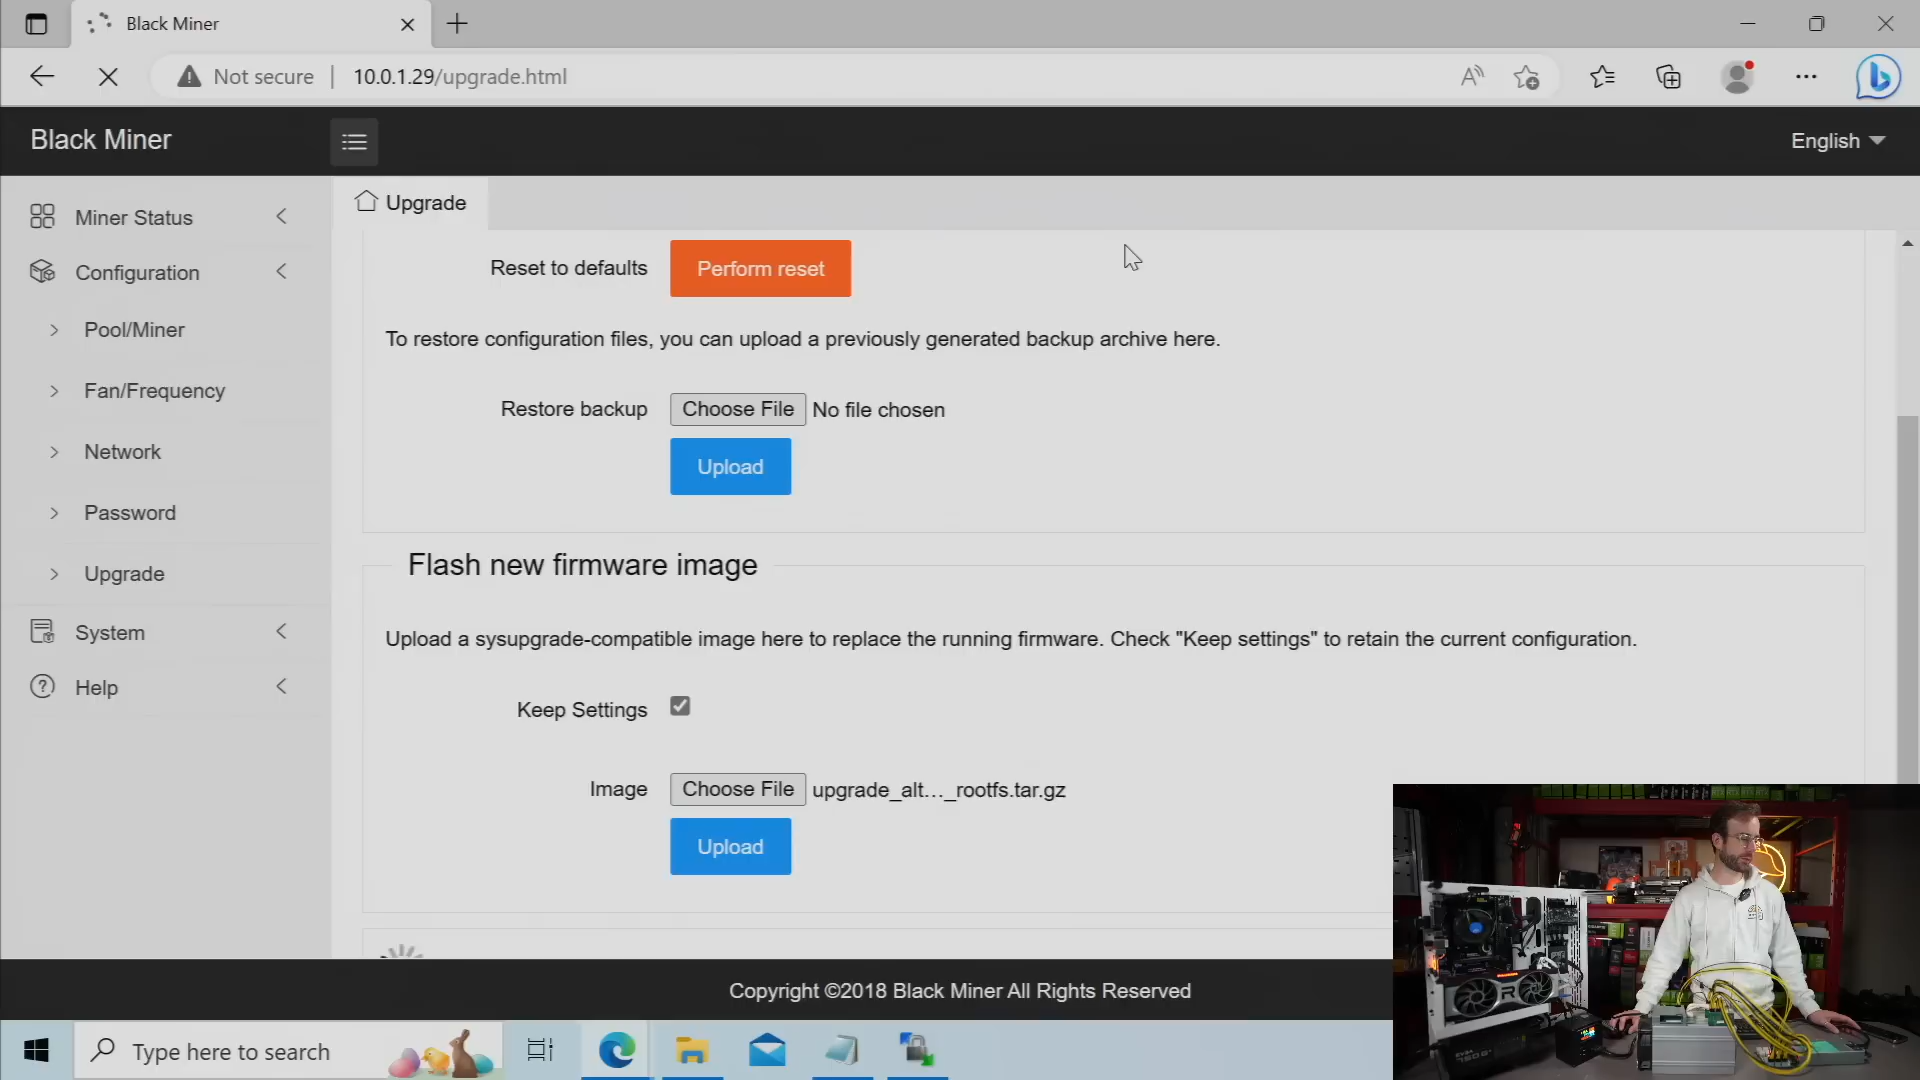 Black Miner
Not secure
10.0.1.29/upgrade.html
Black Miner
English
Miner Status
Configuration
Pool/Miner
Fan/Frequency
Network
Password
Upgrade
System
Help
Upgrade
Reset to defaults
Perform reset
To restore configuration files, you can upload a previously generated backup archive here.
Restore backup
Choose File No file chosen
Upload
Flash new firmware image
Upload a sysupgrade-compatible image here to replace the running firmware. Check "Keep settings" to retain the current configuration.
Keep Settings
Image
Choose File upgrade_alt..._rootfs.tar.gz
Upload
Copyright ©2018 Black Miner All Rights Reserved
Type here to search